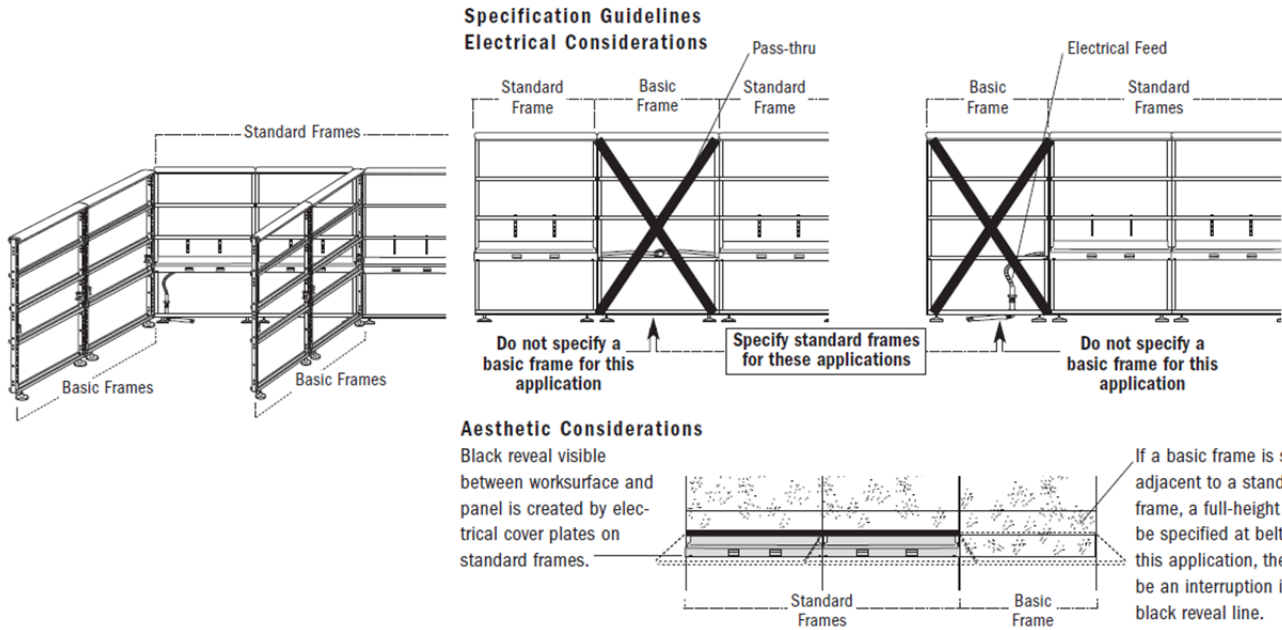 Specification Guidelines
Electrical Considerations
Standard Frames
Basic Frames
Basic Frames
Pass-thru
Standard
Frame
Basic
Frame
Standard
Frame
Do not specify a
basic frame for this
application
Specify standard frames
for these applications
Electrical Feed
Basic
Frame
Standard
Frames
Do not specify a
basic frame for this
application
Aesthetic Considerations
Black reveal visible
between worksurface and
panel is created by elec-
trical cover plates on
standard frames.
Standard
Frames
Basic
Frame
If a basic frame is
adjacent to a
frame, a full-height
be specified at
this application,
be an interruption
black reveal line.